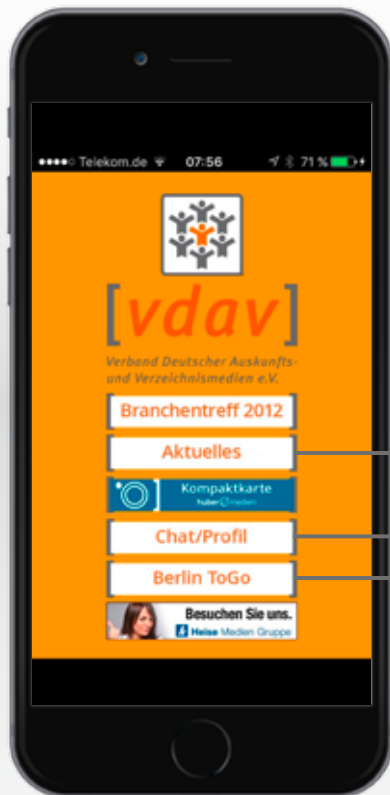 Telekom.de 07:56 71 %
[vdav]
Verband Deutscher Auskunfts-
und Verzeichnismedien e.V.
Branchentreff 2012
Aktuelles
Kompaktkarte
huber medien
Chat/Profil
Berlin ToGo
Besuchen Sie uns.
Heise Medien Gruppe